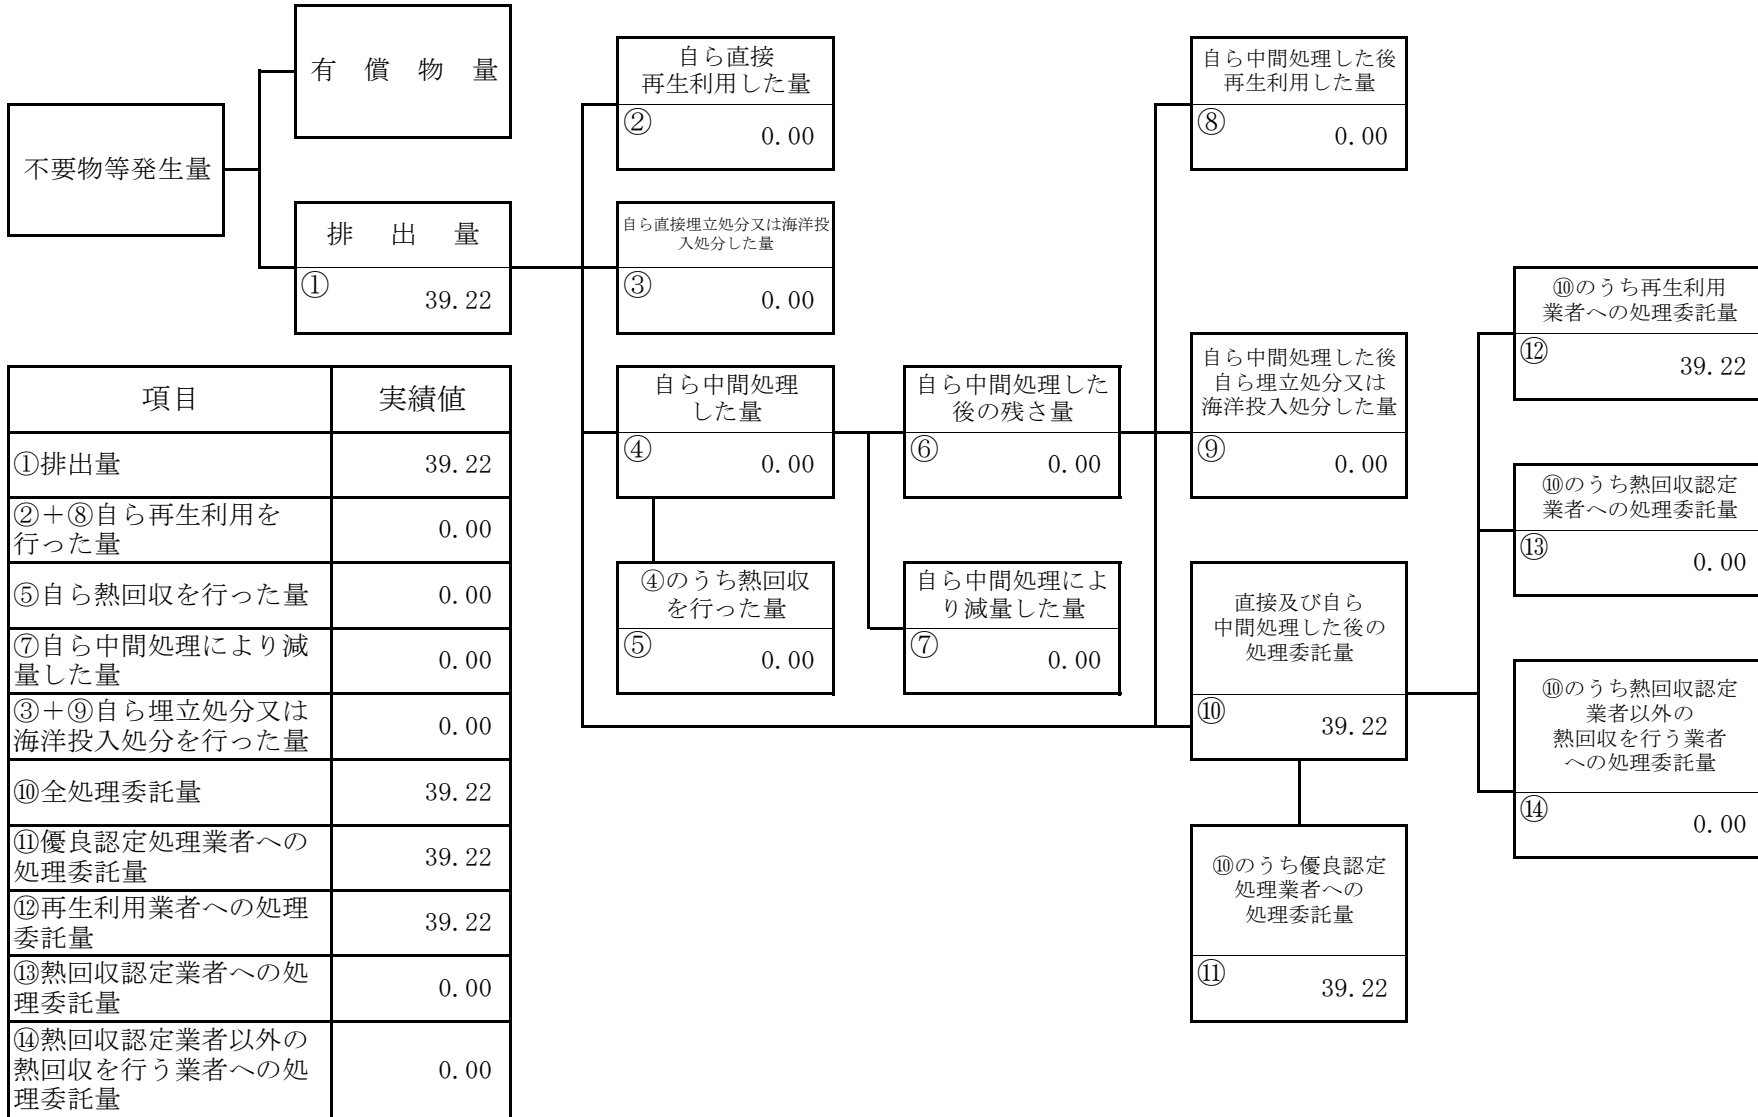 有　償　物　量
不要物等発生量
排　出　量
①
39.22
自ら直接
再生利用した量
②
0.00
自ら直接埋立処分又は海洋投
入処分した量
③
0.00
自ら中間処理
した量
④
0.00
④のうち熱回収
を行った量
⑤
0.00
自ら中間処理した
後の残さ量
⑥
0.00
自ら中間処理によ
り減量した量
⑦
0.00
自ら中間処理した後
再生利用した量
⑧
0.00
自ら中間処理した後
自ら埋立処分又は
海洋投入処分した量
⑨
0.00
直接及び自ら
中間処理した後の
処理委託量
⑩
39.22
⑩のうち優良認定
処理業者への
処理委託量
⑪
39.22
⑩のうち再生利用
業者への処理委託量
⑫
39.22
⑩のうち熱回収認定
業者への処理委託量
⑬
0.00
⑩のうち熱回収認定
業者以外の
熱回収を行う業者
への処理委託量
⑭
0.00
項目 実績値
①排出量 39.22
②＋⑧自ら再生利用を
行った量
0.00
⑤自ら熱回収を行った量 0.00
⑦自ら中間処理により減
量した量
0.00
③＋⑨自ら埋立処分又は
海洋投入処分を行った量
0.00
⑩全処理委託量 39.22
⑪優良認定処理業者への
処理委託量
39.22
⑫再生利用業者への処理
委託量
39.22
⑬熱回収認定業者への処
理委託量
0.00
⑭熱回収認定業者以外の
熱回収を行う業者への処
理委託量
0.00